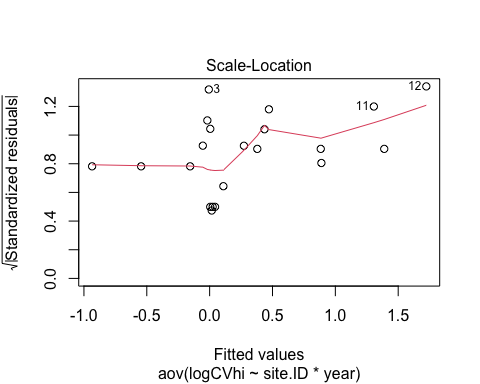 Scale-Location
√|Standardized residuals|
1.2
0.8
0.4
0.0
3
11
12
-1.0 -0.5 0.0 0.5 1.0 1.5
Fitted values
aov(logCVhi ~ site.ID * year)